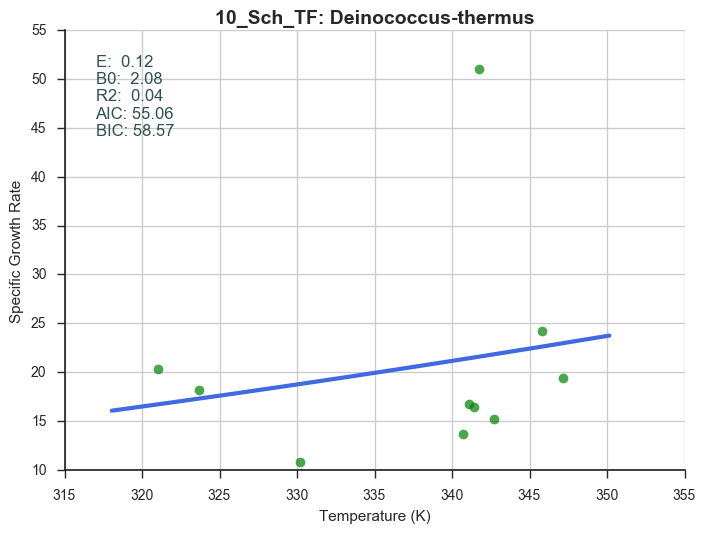 10_Sch_TF: Deinococcus-thermus
55
50
45
40
35
30
25
20
15
10
E:  0.12
B0:  2.08
R2:  0.04
AIC: 55.06
BIC: 58.57
Specific Growth Rate
315 320 325 330 335 340 345 350 355
Temperature (K)